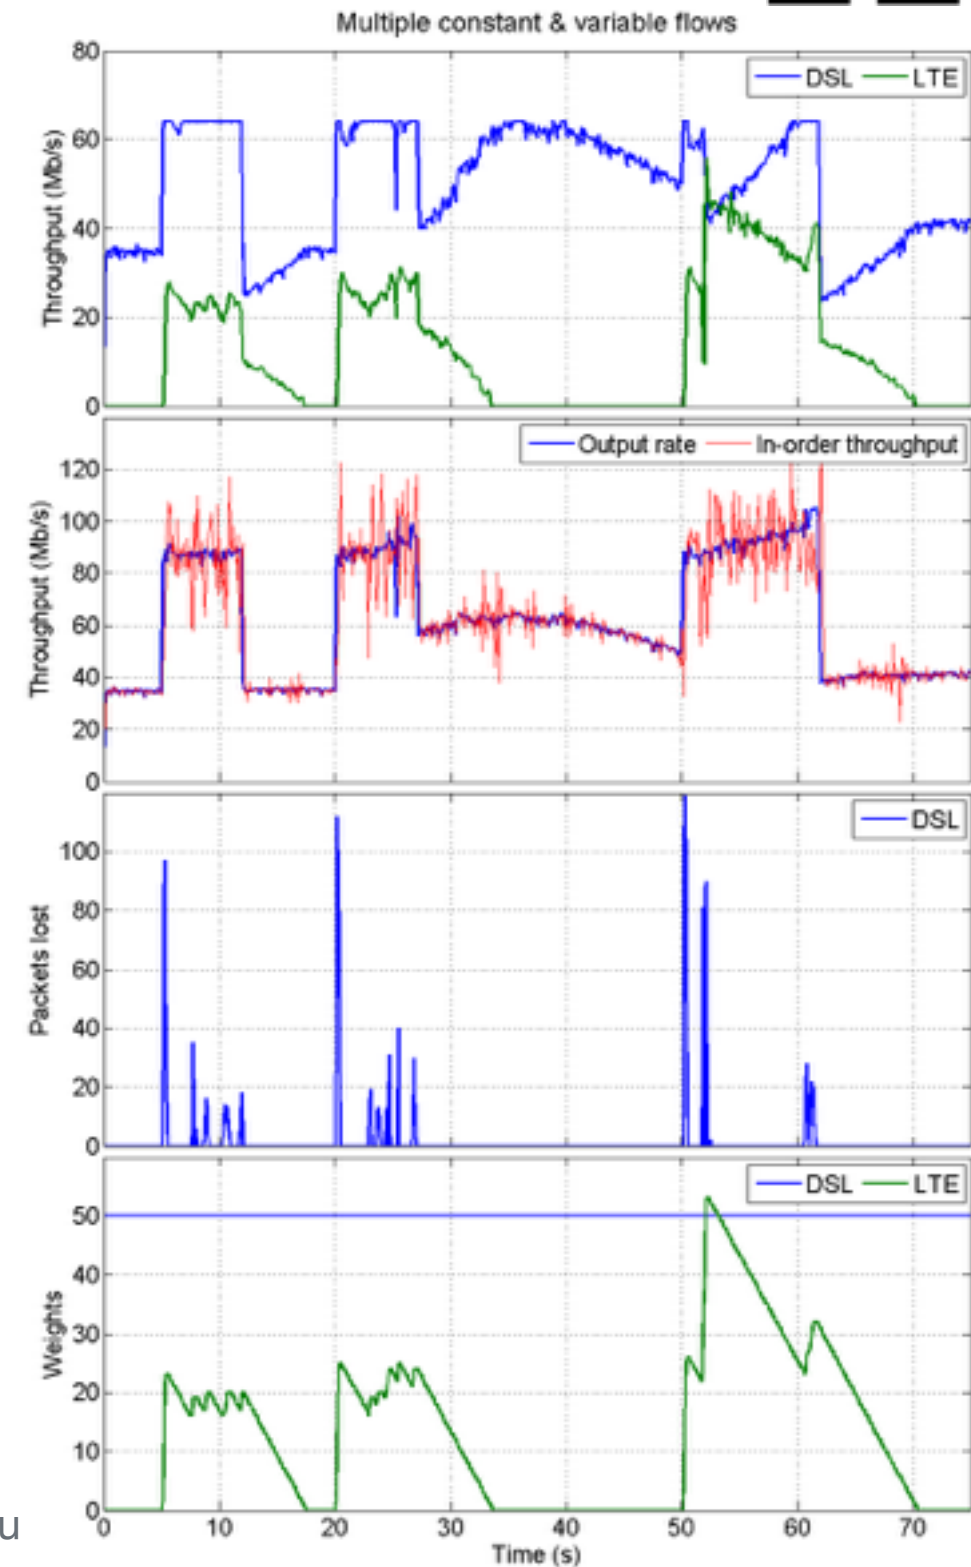 Multiple constant & variable flows
80
60
40
20
0
Throughput (Mb/s)
DSL LTE
120
100
80
60
40
20
0
Throughput (Mb/s)
Output rate In-order throughput
100
80
60
40
20
0
Packets lost
DSL
50
40
30
20
10
0
Weights
DSL LTE
0 10 20 30 40 50 60 70
Time (s)
u